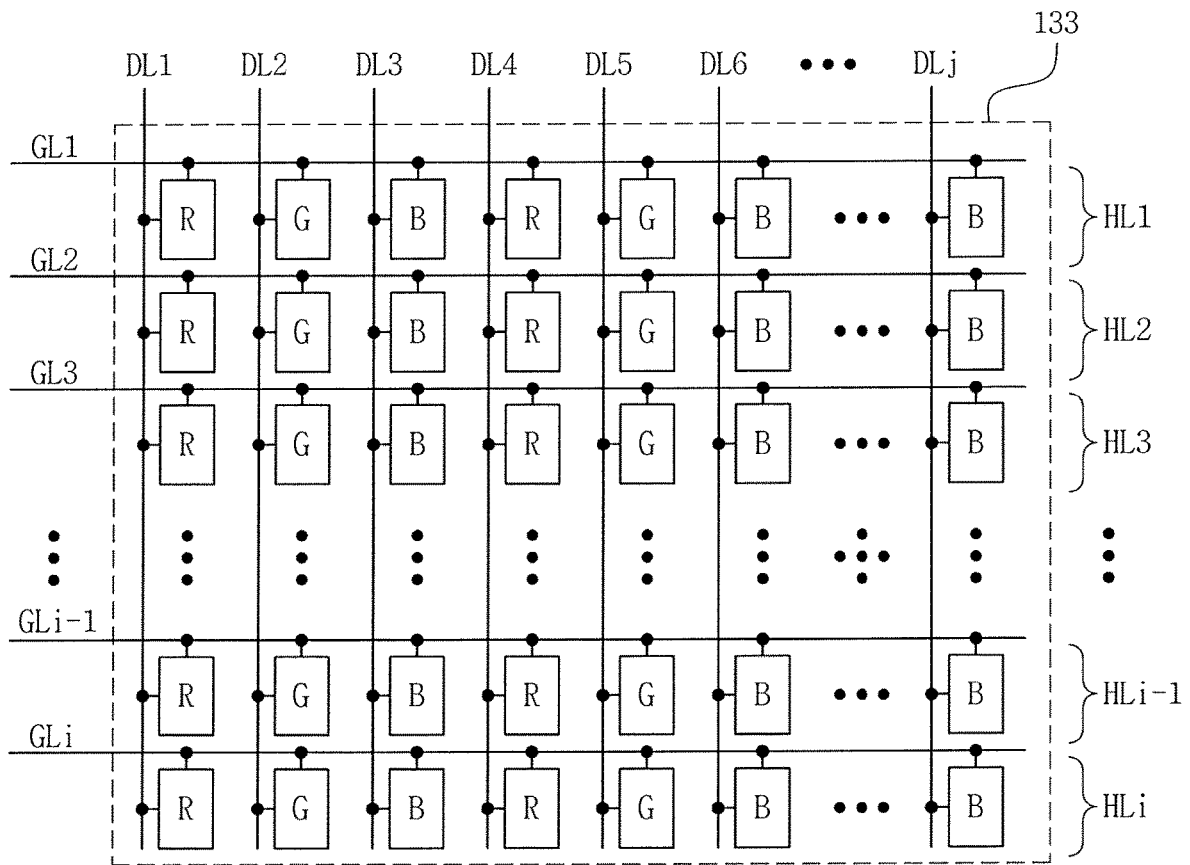 133
DL1 DL2 DL3 DL4 DL5 DL6 ••• DLj
GL1
R G B R G B ••• B HL1
GL2
R G B R G B ••• B HL2
GL3
R G B R G B ••• B HL3
GLi-1
R G B R G B ••• B HLi-1
GLi
R G B R G B ••• B HLi